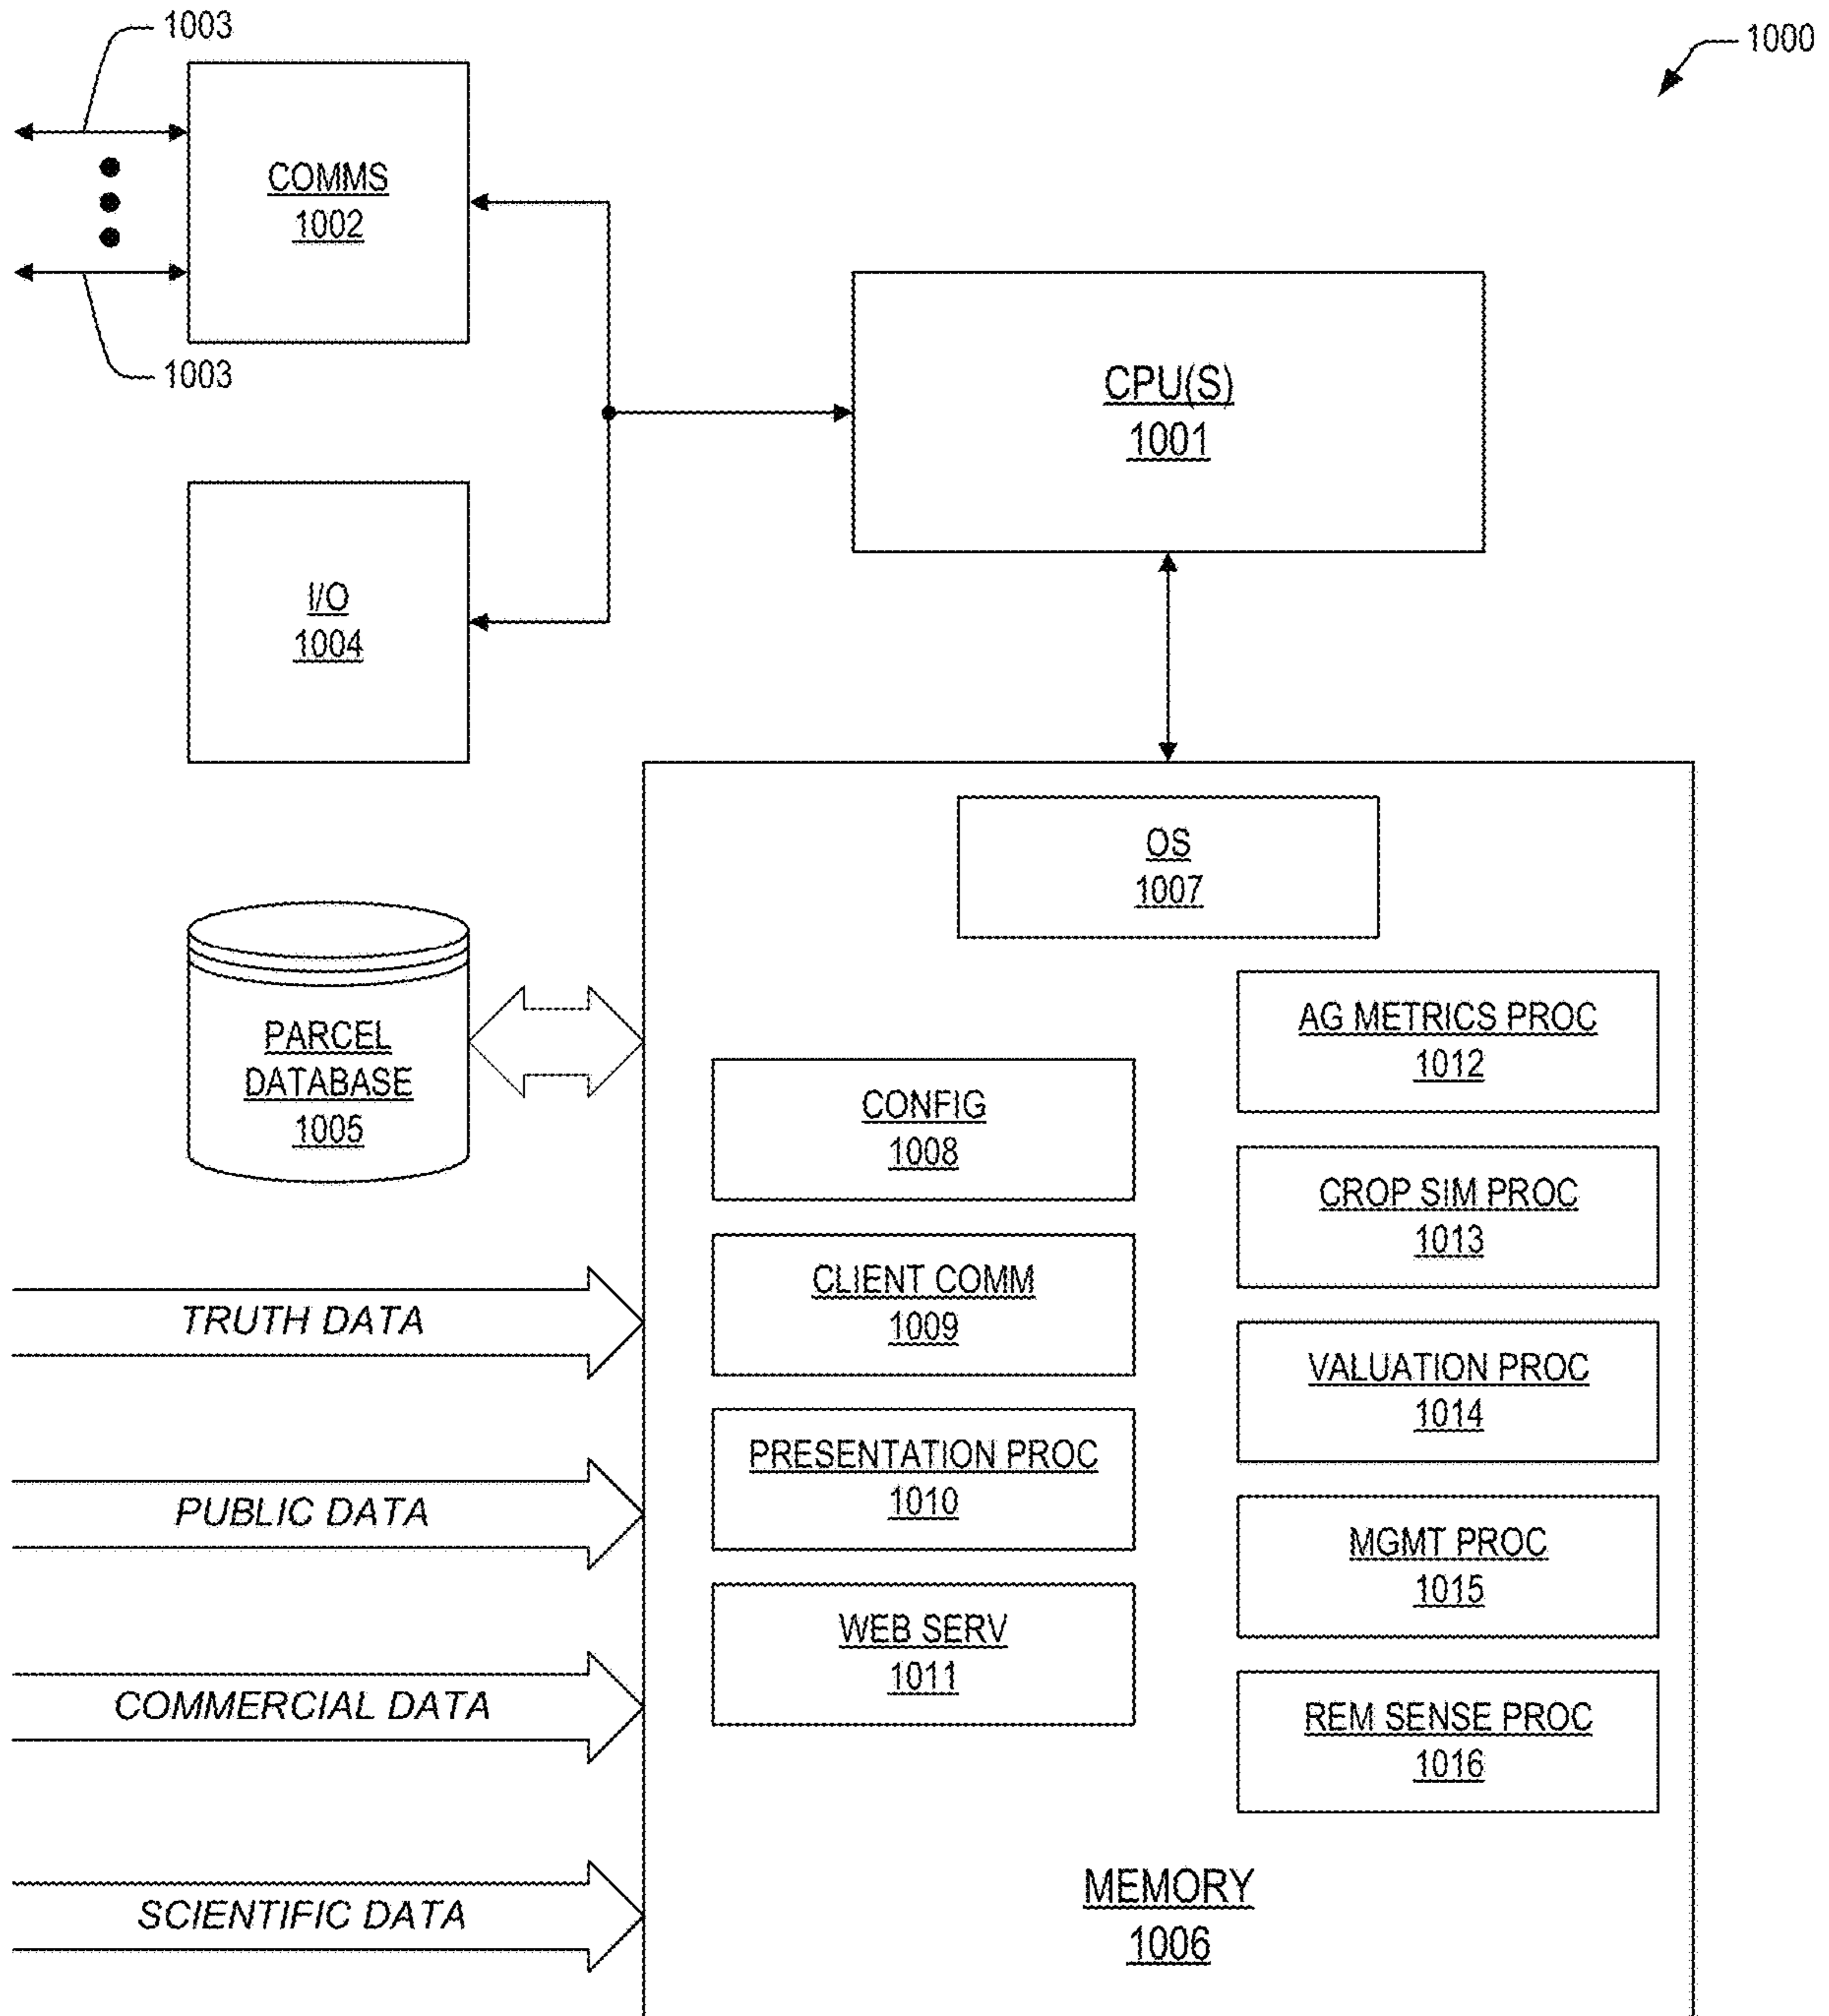 1003
1000
COMMS
1002
1003
CPU(S)
1001
I/O
1004
OS
1007
PARCEL
DATABASE
1005
AG METRICS PROC
1012
CONFIG
1008
CROP SIM PROC
1013
TRUTH DATA
CLIENT COMM
1009
VALUATION PROC
1014
PUBLIC DATA
PRESENTATION PROC
1010
MGMT PROC
1015
COMMERCIAL DATA
WEB SERV
1011
REM SENSE PROC
1016
SCIENTIFIC DATA
MEMORY
1006